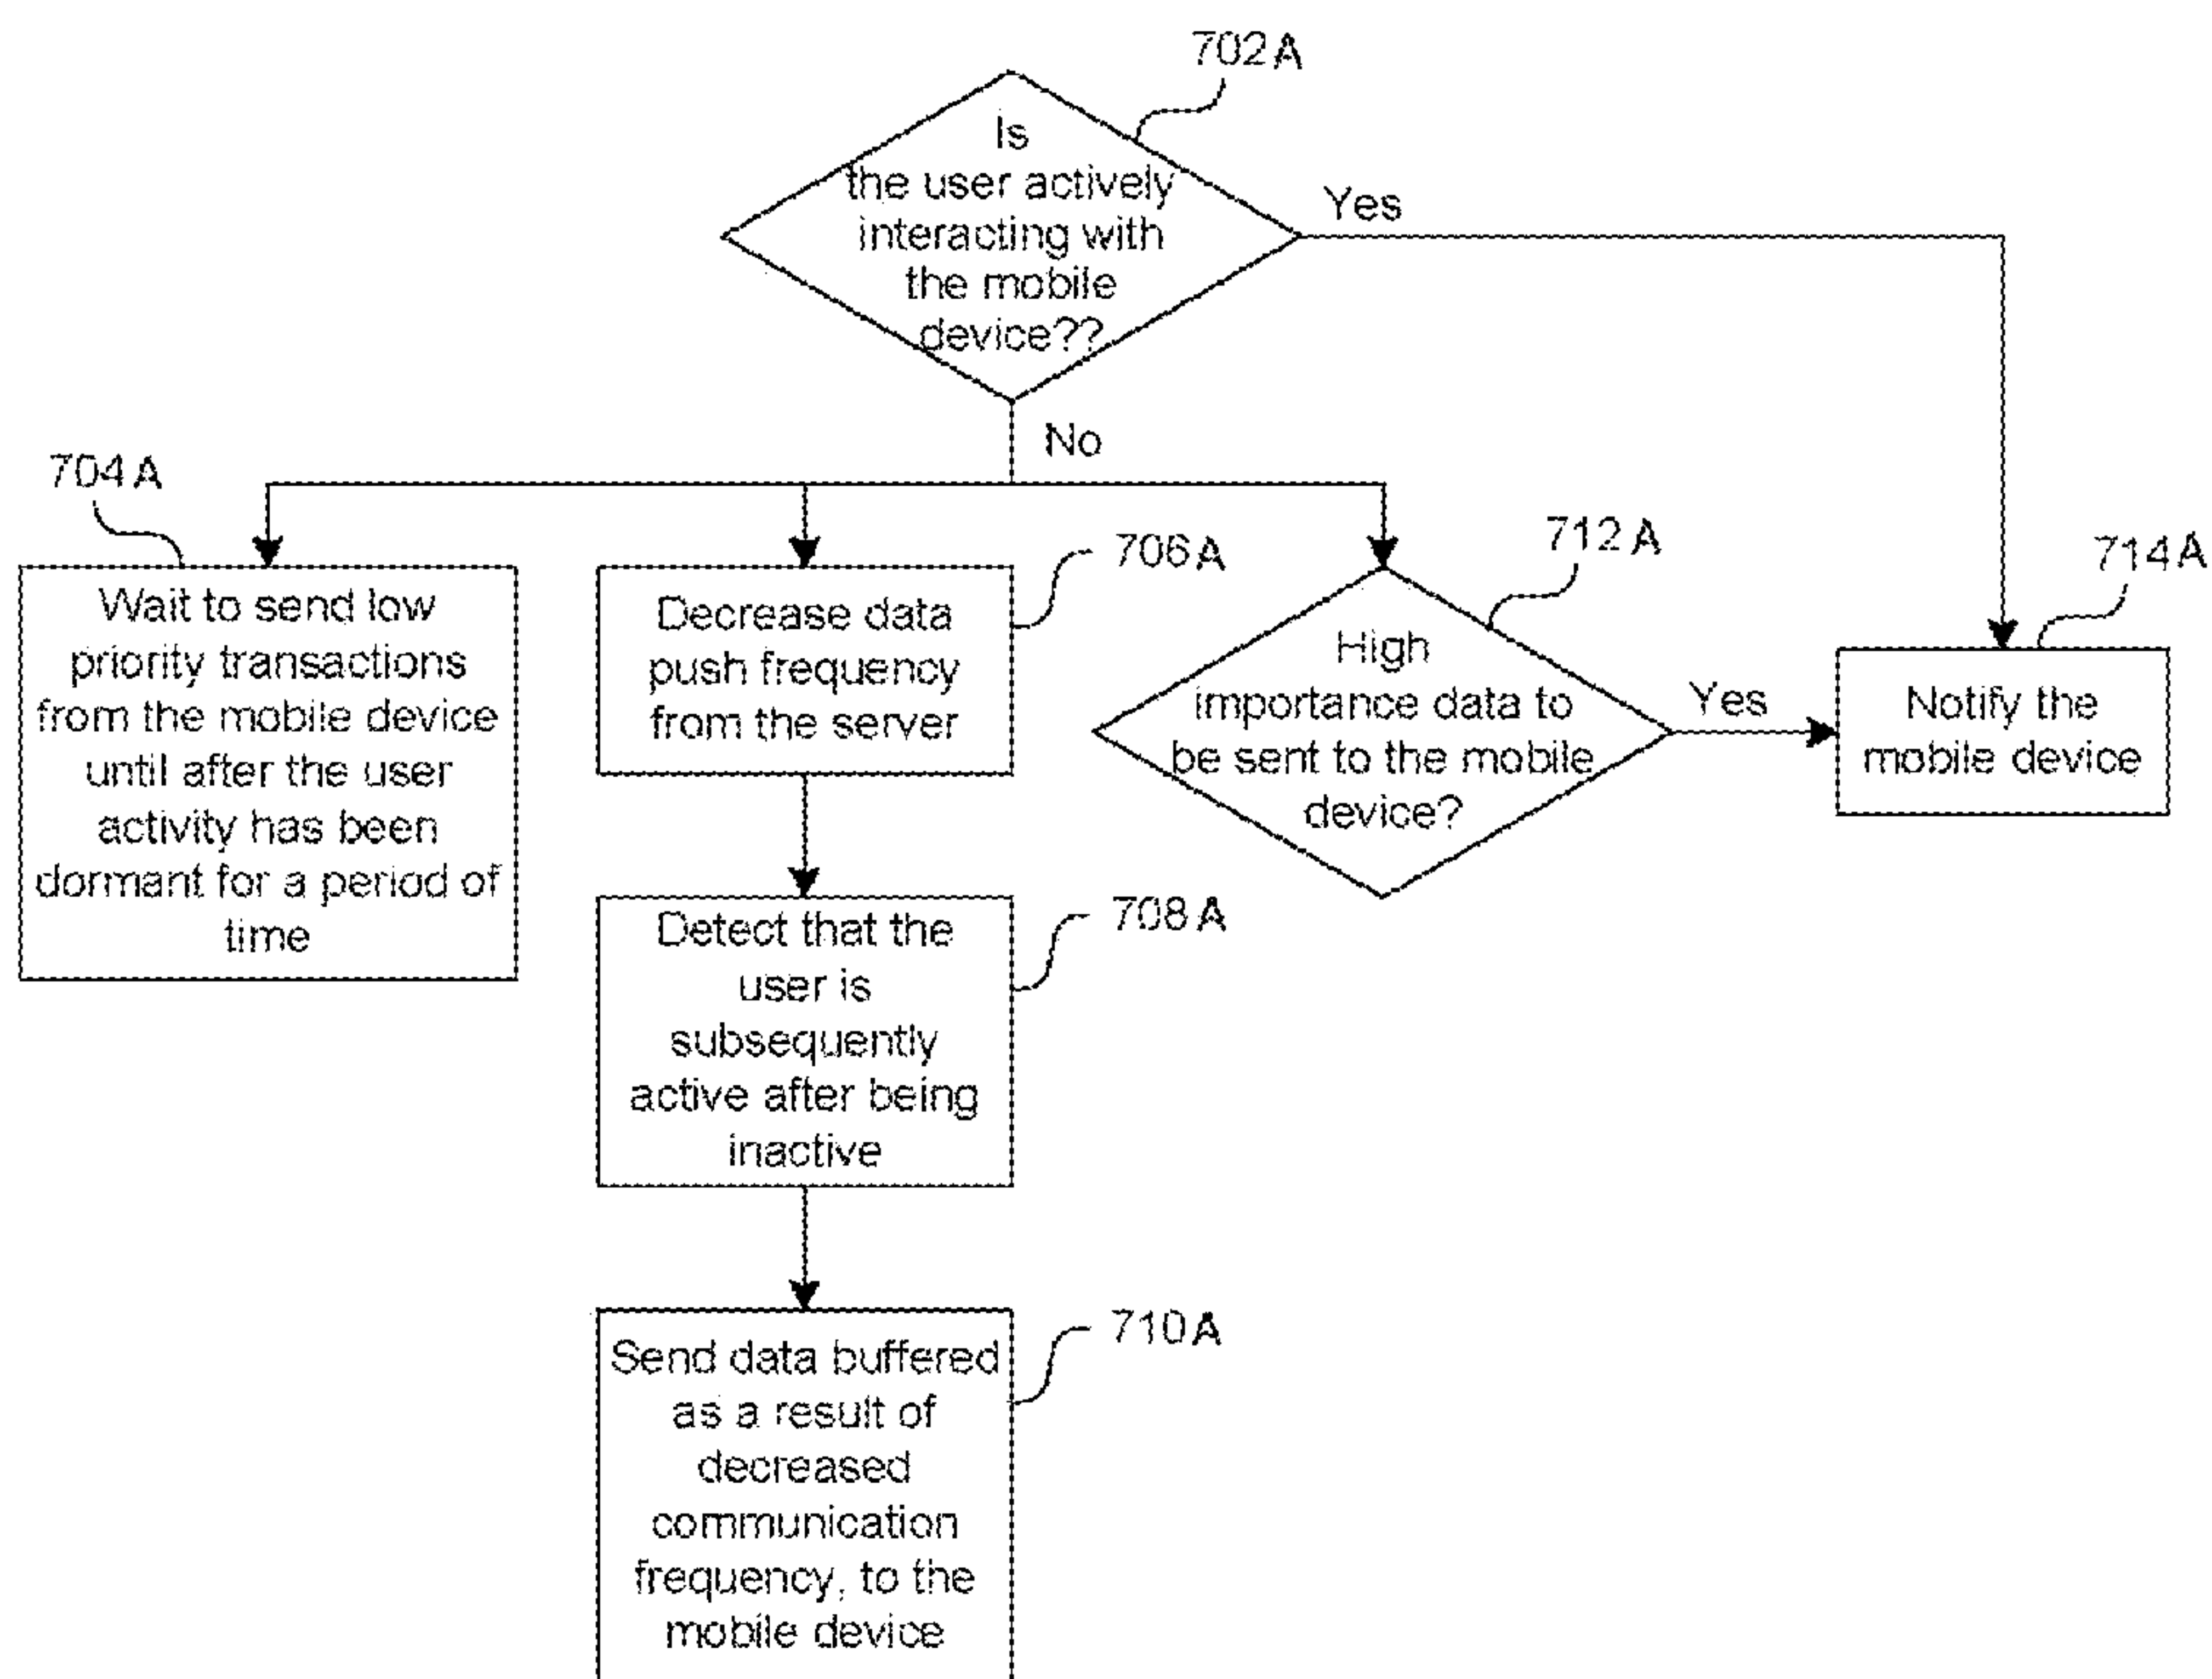 702A
Is
the user actively
interacting with
the mobile
device??
Yes
No
704A
Wait to send low
priority transactions
from the mobile device
until after the user
activity has been
dormant for a period of
time
706A
Decrease data
push frequency
from the server
712A
High
importance data to
be sent to the mobile
device?
Yes
714A
Notify the
mobile device
708A
Detect that the
user is
subsequently
active after being
inactive
710A
Send data buffered
as a result of
decreased
communication
frequency, to the
mobile device